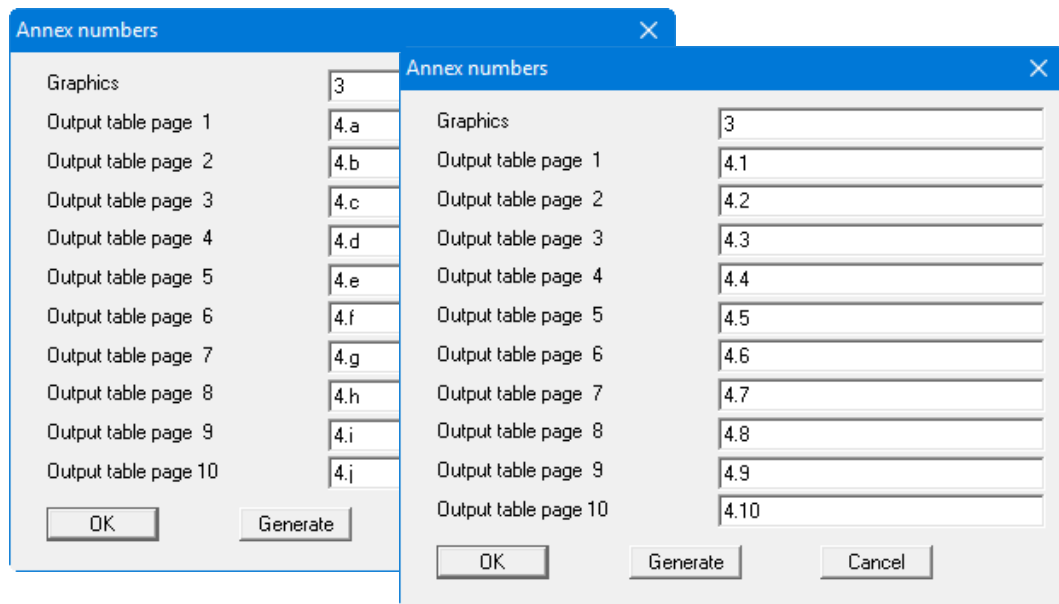 Annex numbers
Graphics 3
Output table page 1 4.a
Output table page 2 4.b
Output table page 3 4.c
Output table page 4 4.d
Output table page 5 4.e
Output table page 6 4.f
Output table page 7 4.g
Output table page 8 4.h
Output table page 9 4.i
Output table page 10 4.j
OK Generate
Annex numbers
Graphics 3
Output table page 1 4.1
Output table page 2 4.2
Output table page 3 4.3
Output table page 4 4.4
Output table page 5 4.5
Output table page 6 4.6
Output table page 7 4.7
Output table page 8 4.8
Output table page 9 4.9
Output table page 10 4.10
OK Generate Cancel